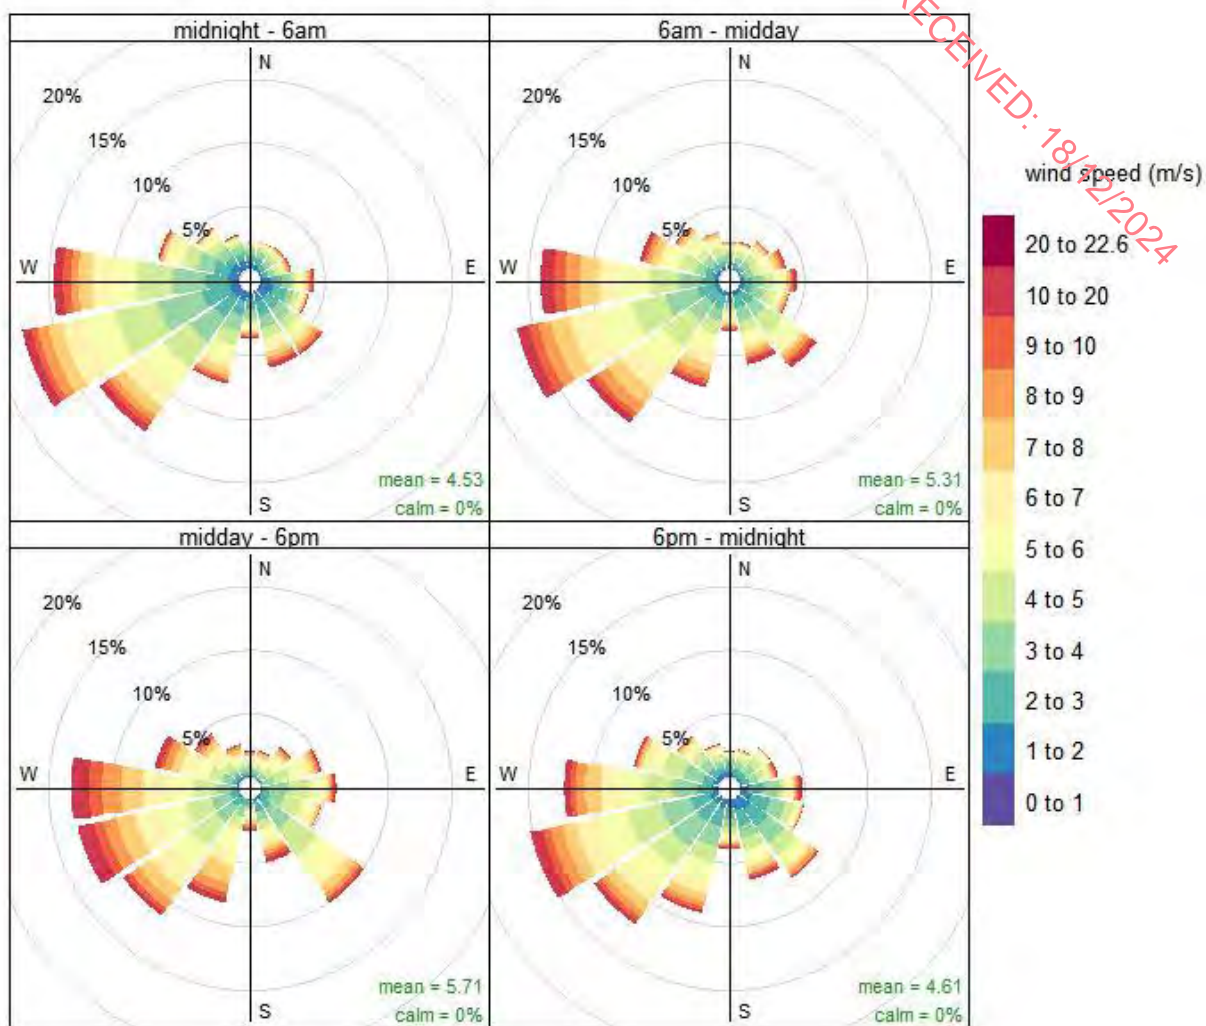 midnight - 6am
6am - midday
N
N
20%
20%
15%
15%
10%
10%
5%
5%
W
E
W
E
S
S
mean = 4.53
mean = 5.31
calm = 0%
calm = 0%
midday - 6pm
6pm - midnight
N
N
20%
20%
15%
15%
10%
10%
5%
5%
W
E
W
E
mean = 5.71
mean = 4.61
S
S
calm = 0%
calm = 0%
wind speed (m/s)
20 to 22.6
10 to 20
9 to 10
8 to 9
7 to 8
6 to 7
5 to 6
4 to 5
3 to 4
2 to 3
1 to 2
0 to 1
ECEIVED: 18/12/2024